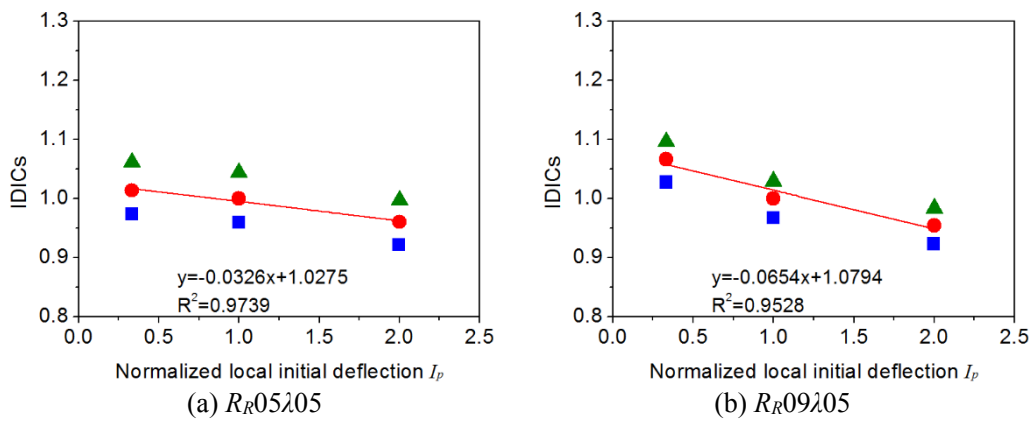 1.3
1.2
1.1
1.0
0.9
0.8
IDICs
y=-0.0326x+1.0275
R²=0.9739
0.0 0.5 1.0 1.5 2.0 2.5
Normalized local initial deflection Iₚ
(a) R_R05λ05
1.3
1.2
1.1
1.0
0.9
0.8
IDICs
y=-0.0654x+1.0794
R²=0.9528
0.0 0.5 1.0 1.5 2.0 2.5
Normalized local initial deflection Iₚ
(b) R_R09λ05